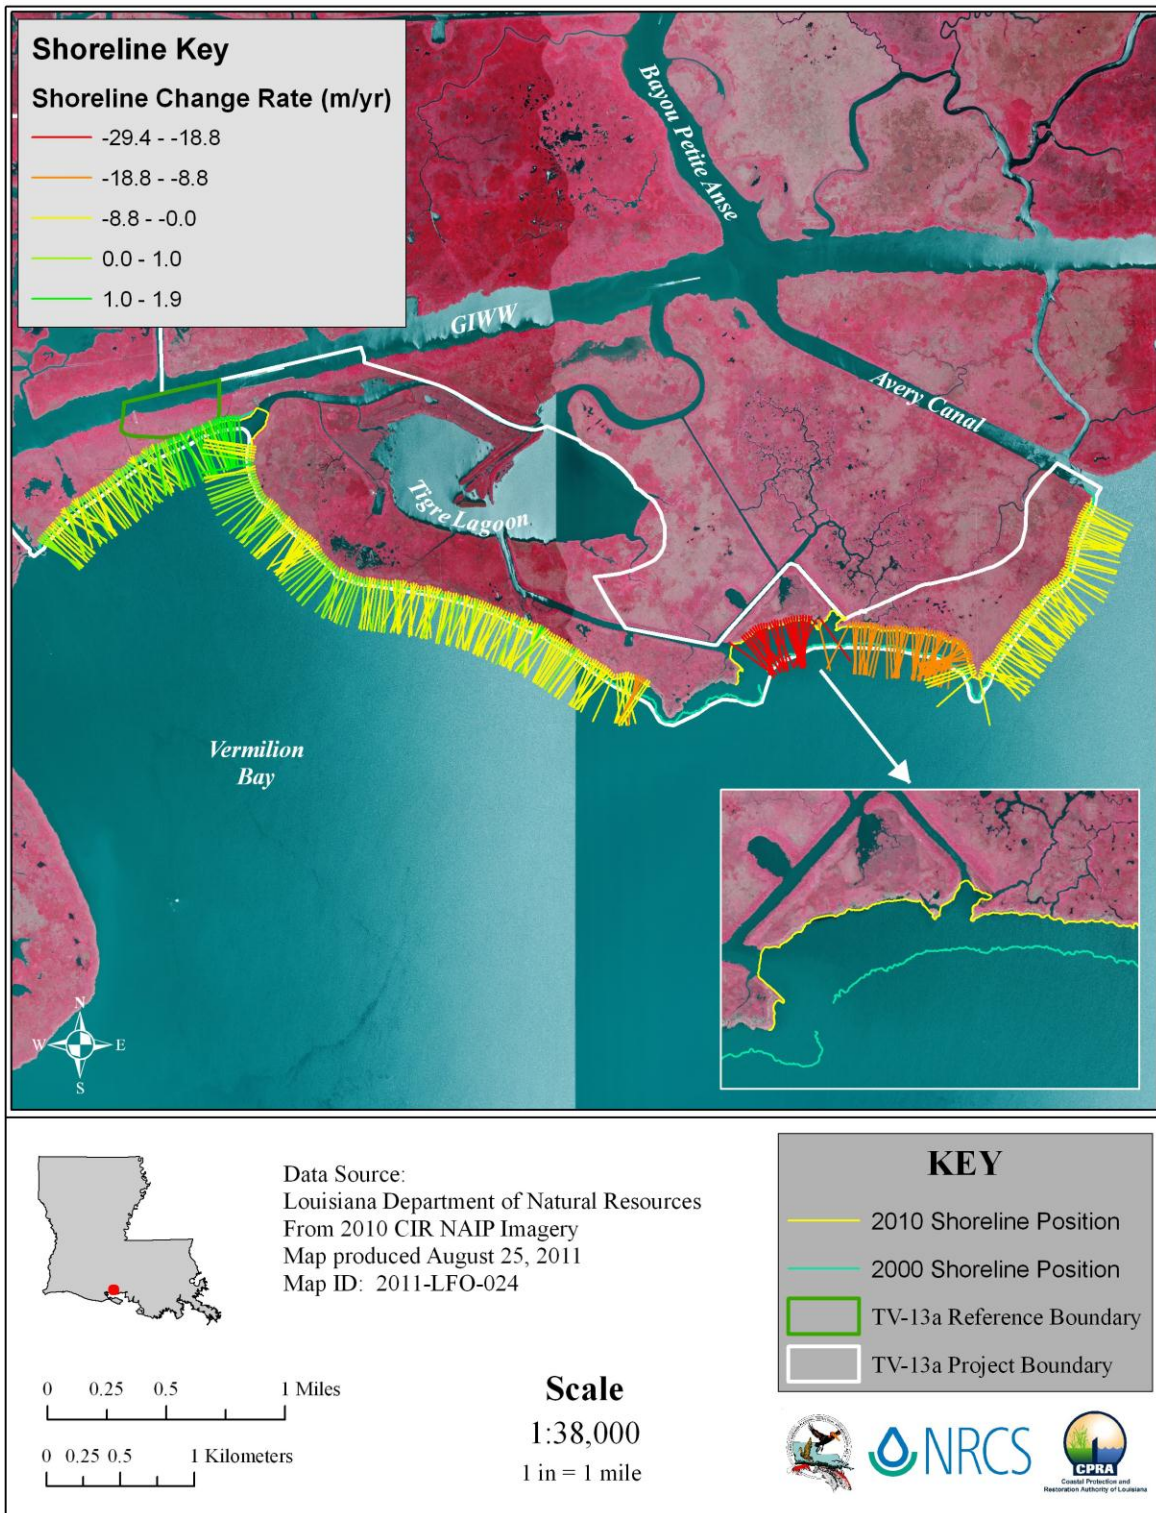 Shoreline Key
Shoreline Change Rate (m/yr)
-29.4 - -18.8
-18.8 - -8.8
-8.8 - -0.0
0.0 - 1.0
1.0 - 1.9
Bayou Petite Anse
GIWW
Avery Canal
Tigre Lagoon
Vermilion
Bay
N
W E
S
Data Source:
Louisiana Department of Natural Resources
From 2010 CIR NAIP Imagery
Map produced August 25, 2011
Map ID: 2011-LFO-024
0 0.25 0.5 1 Miles
0 0.25 0.5 1 Kilometers
Scale
1:38,000
1 in = 1 mile
KEY
2010 Shoreline Position
2000 Shoreline Position
TV-13a Reference Boundary
TV-13a Project Boundary
NRCS
CPRA
Coastal Protection and
Restoration Authority of Louisiana